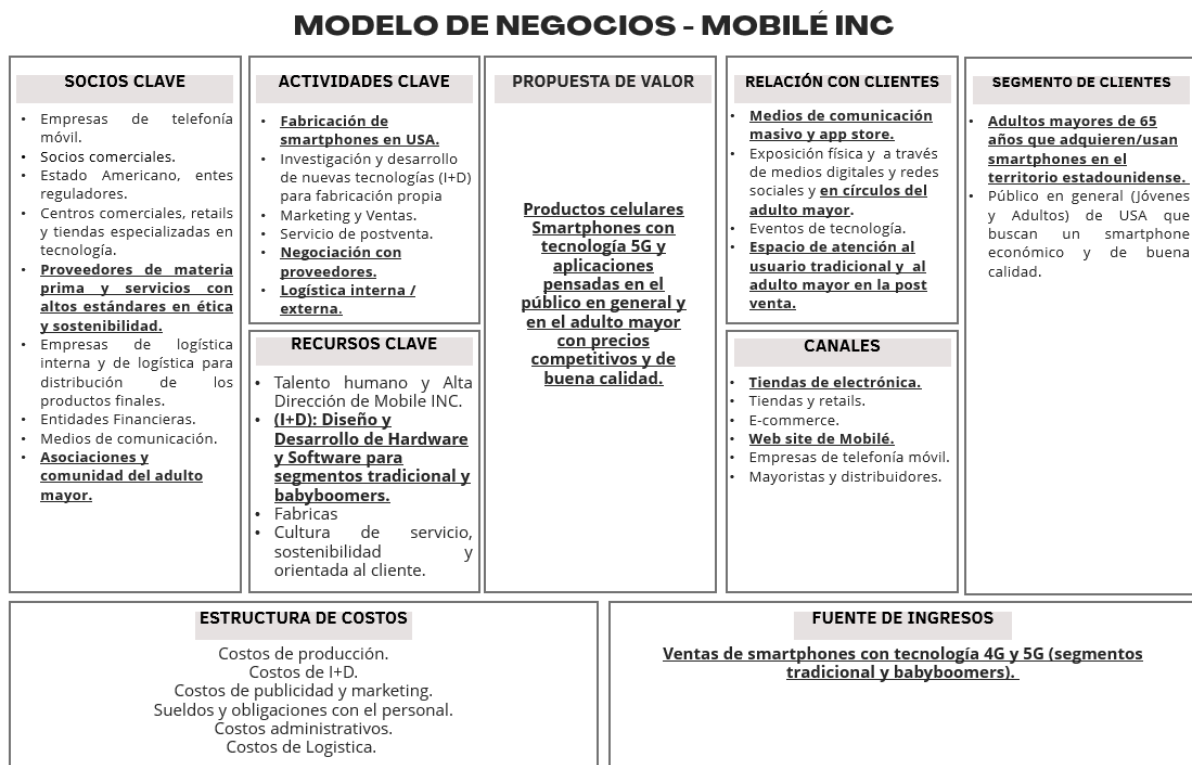 MODELO DE NEGOCIOS - MOBILÉ INC
SOCIOS CLAVE
• Empresas de telefonía
móvil.
• Socios comerciales.
• Estado Americano, entes
reguladores.
• Centros comerciales, retails
y tiendas especializadas en
tecnología.
• Proveedores de materia
prima y servicios con
altos estándares en ética
y sostenibilidad.
• Empresas de logística
interna y de logística para
distribución de los
productos finales.
• Entidades Financieras.
• Medios de comunicación.
• Asociaciones y
comunidad del adulto
mayor.
ACTIVIDADES CLAVE
• Fabricación de
smartphones en USA.
• Investigación y desarrollo
de nuevas tecnologías (I+D)
para fabricación propia
• Marketing y Ventas.
• Servicio de postventa.
• Negociación con
proveedores.
• Logística interna /
externa.
RECURSOS CLAVE
• Talento humano y Alta
Dirección de Mobile INC.
• (I+D): Diseño y
Desarrollo de Hardware
y Software para
segmentos tradicional y
babyboomers.
• Fabricas
• Cultura de servicio,
sostenibilidad y
orientada al cliente.
PROPUESTA DE VALOR
Productos celulares
Smartphones con
tecnología 5G y
aplicaciones
pensadas en el
público en general y
en el adulto mayor
con precios
competitivos y de
buena calidad.
RELACIÓN CON CLIENTES
• Medios de comunicación
masivo y app store.
• Exposición física y a través
de medios digitales y redes
sociales y en círculos del
adulto mayor.
• Eventos de tecnología.
• Espacio de atención al
usuario tradicional y al
adulto mayor en la post
venta.
CANALES
• Tiendas de electrónica.
• Tiendas y retails.
• E-commerce.
• Web site de Mobilé.
• Empresas de telefonía móvil.
• Mayoristas y distribuidores.
SEGMENTO DE CLIENTES
• Adultos mayores de 65
años que adquieren/usan
smartphones en el
territorio estadounidense.
• Público en general (Jóvenes
y Adultos) de USA que
buscan un smartphone
económico y de buena
calidad.
ESTRUCTURA DE COSTOS
Costos de producción.
Costos de I+D.
Costos de publicidad y marketing.
Sueldos y obligaciones con el personal.
Costos administrativos.
Costos de Logistica.
FUENTE DE INGRESOS
Ventas de smartphones con tecnología 4G y 5G (segmentos
tradicional y babyboomers).